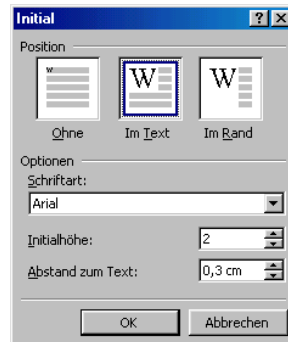 Initial
Position
W W W
Ohne Im Text Im Rand
Optionen
Schriftart:
Arial
Initialhöhe: 2
Abstand zum Text: 0,3 cm
OK Abbrechen